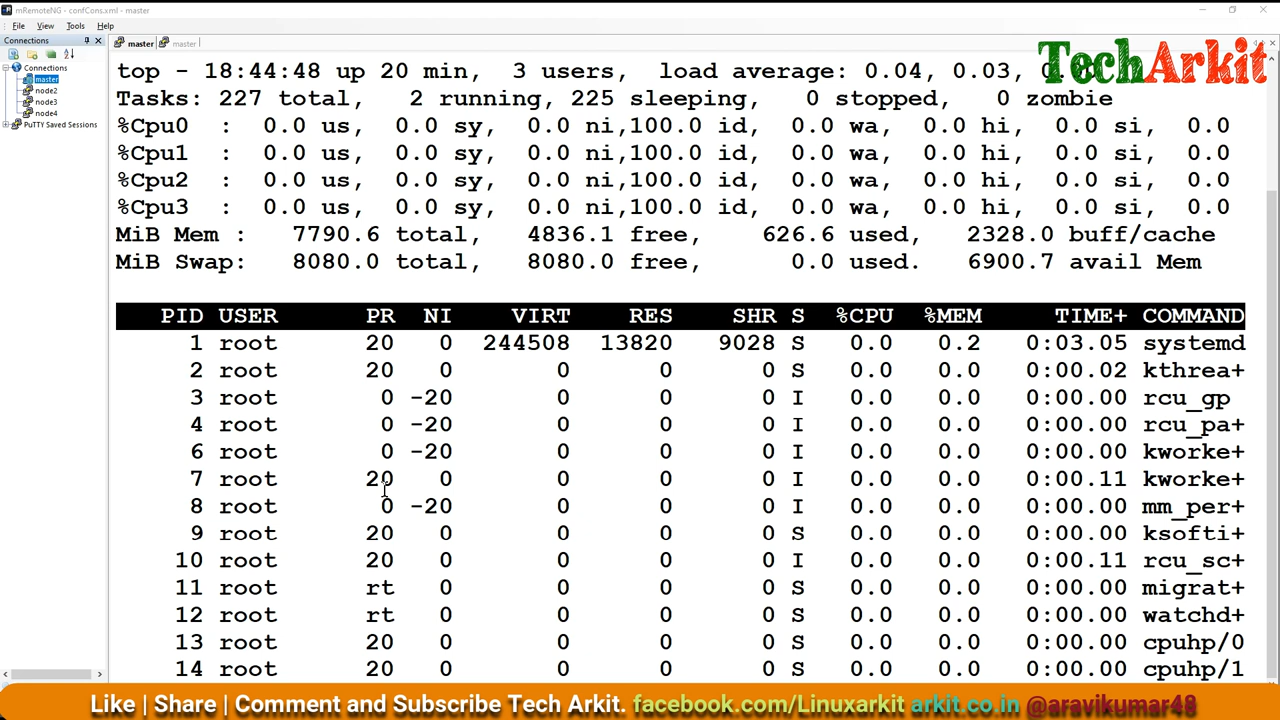 mRemoteNG - confCons.xml - master
File View Tools Help
Connections
master master
TechArkit
Connections
master
node2
node3
node4
PuTTY Saved Sessions
top - 18:44:48 up 20 min, 3 users, load average: 0.04, 0.03,
Tasks: 227 total, 2 running, 225 sleeping, 0 stopped, 0 zombie
%Cpu0 : 0.0 us, 0.0 sy, 0.0 ni,100.0 id, 0.0 wa, 0.0 hi, 0.0 si, 0.0
%Cpu1 : 0.0 us, 0.0 sy, 0.0 ni,100.0 id, 0.0 wa, 0.0 hi, 0.0 si, 0.0
%Cpu2 : 0.0 us, 0.0 sy, 0.0 ni,100.0 id, 0.0 wa, 0.0 hi, 0.0 si, 0.0
%Cpu3 : 0.0 us, 0.0 sy, 0.0 ni,100.0 id, 0.0 wa, 0.0 hi, 0.0 si, 0.0
MiB Mem : 7790.6 total, 4836.1 free, 626.6 used, 2328.0 buff/cache
MiB Swap: 8080.0 total, 8080.0 free, 0.0 used. 6900.7 avail Mem
PID USER PR NI VIRT RES SHR S %CPU %MEM TIME+ COMMAND
1 root 20 0 244508 13820 9028 S 0.0 0.2 0:03.05 systemd
2 root 20 0 0 0 0 S 0.0 0.0 0:00.02 kthrea+
3 root 0 -20 0 0 0 I 0.0 0.0 0:00.00 rcu_gp
4 root 0 -20 0 0 0 I 0.0 0.0 0:00.00 rcu_pa+
6 root 0 -20 0 0 0 I 0.0 0.0 0:00.00 kworke+
7 root 20 0 0 0 0 I 0.0 0.0 0:00.11 kworke+
8 root 0 -20 0 0 0 I 0.0 0.0 0:00.00 mm_per+
9 root 20 0 0 0 0 S 0.0 0.0 0:00.00 ksofti+
10 root 20 0 0 0 0 I 0.0 0.0 0:00.11 rcu_sc+
11 root rt 0 0 0 0 S 0.0 0.0 0:00.00 migrat+
12 root rt 0 0 0 0 S 0.0 0.0 0:00.00 watchd+
13 root 20 0 0 0 0 S 0.0 0.0 0:00.00 cpuhp/0
14 root 20 0 0 0 0 S 0.0 0.0 0:00.00 cpuhp/1
Like | Share | Comment and Subscribe Tech Arkit. facebook.com/Linuxarkit arkit.co.in @aravikumar48